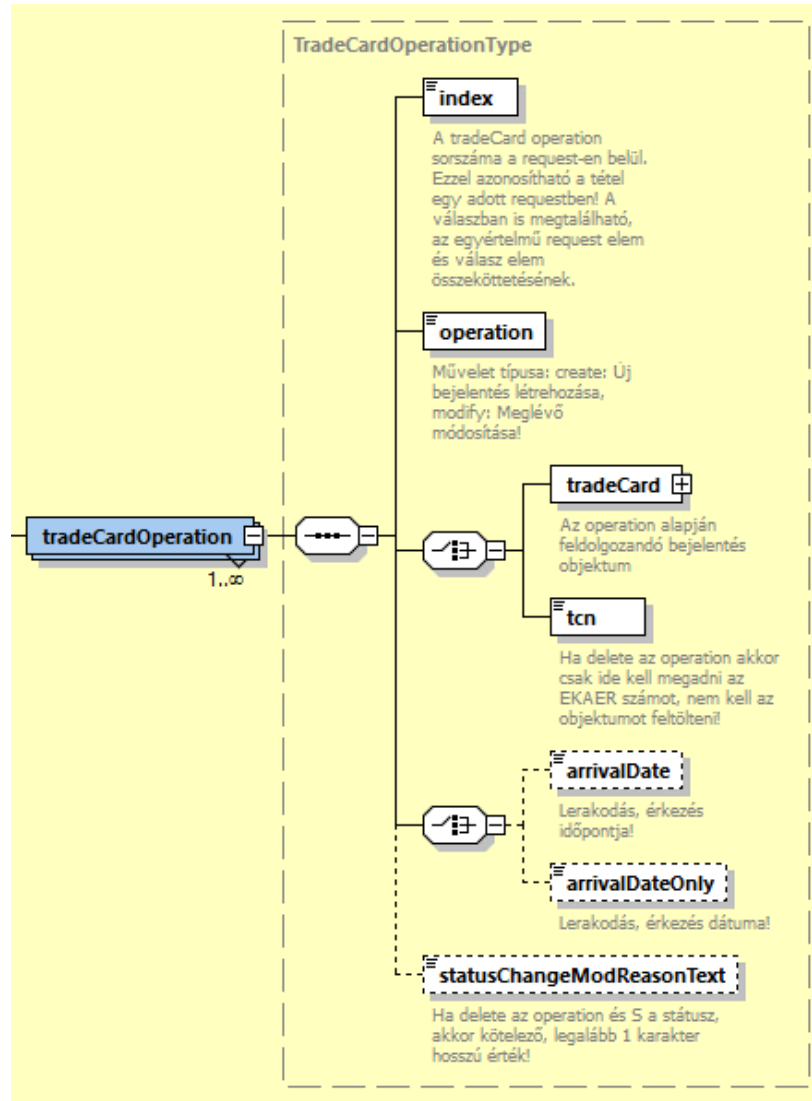 TradeCardOperationType
index
A tradeCard operation
sorszáma a request-en belül.
Ezzel azonosítható a tétel
egy adott requestben! A
válaszban is megtalálható,
az egyértelmű request elem
és válasz elem
összeköttetésének.
operation
Művelet típusa: create: Új
bejelentés létrehozása,
modify: Meglévő
módosítása!
tradeCard
Az operation alapján
feldolgozandó bejelentés
objektum
tradeCardOperation
1..∞
tcn
Ha delete az operation akkor
csak ide kell megadni az
EKAER számot, nem kell az
objektumot feltölteni!
arrivalDate
Lerakodás, érkezés
időpontja!
arrivalDateOnly
Lerakodás, érkezés dátuma!
statusChangeModReasonText
Ha delete az operation és S a státusz,
akkor kötelező, legalább 1 karakter
hosszú érték!